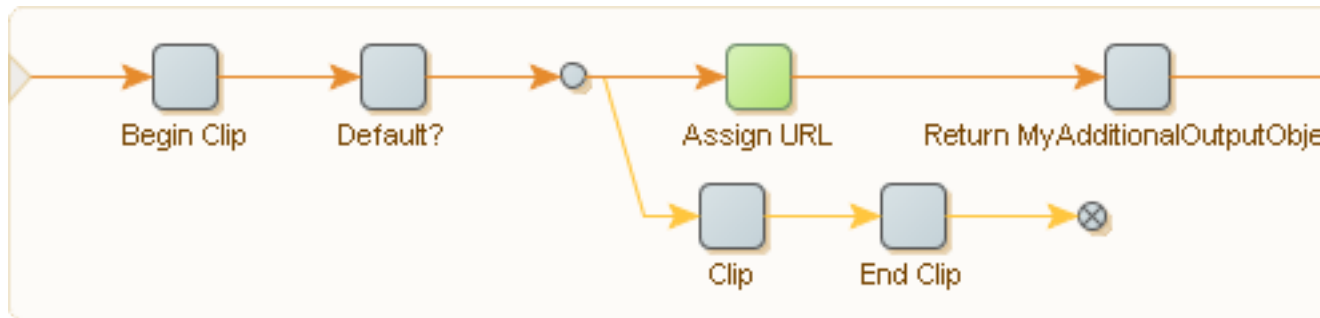 Begin Clip
Default?
Assign URL
Return MyAdditionalOutputObje
Clip
End Clip